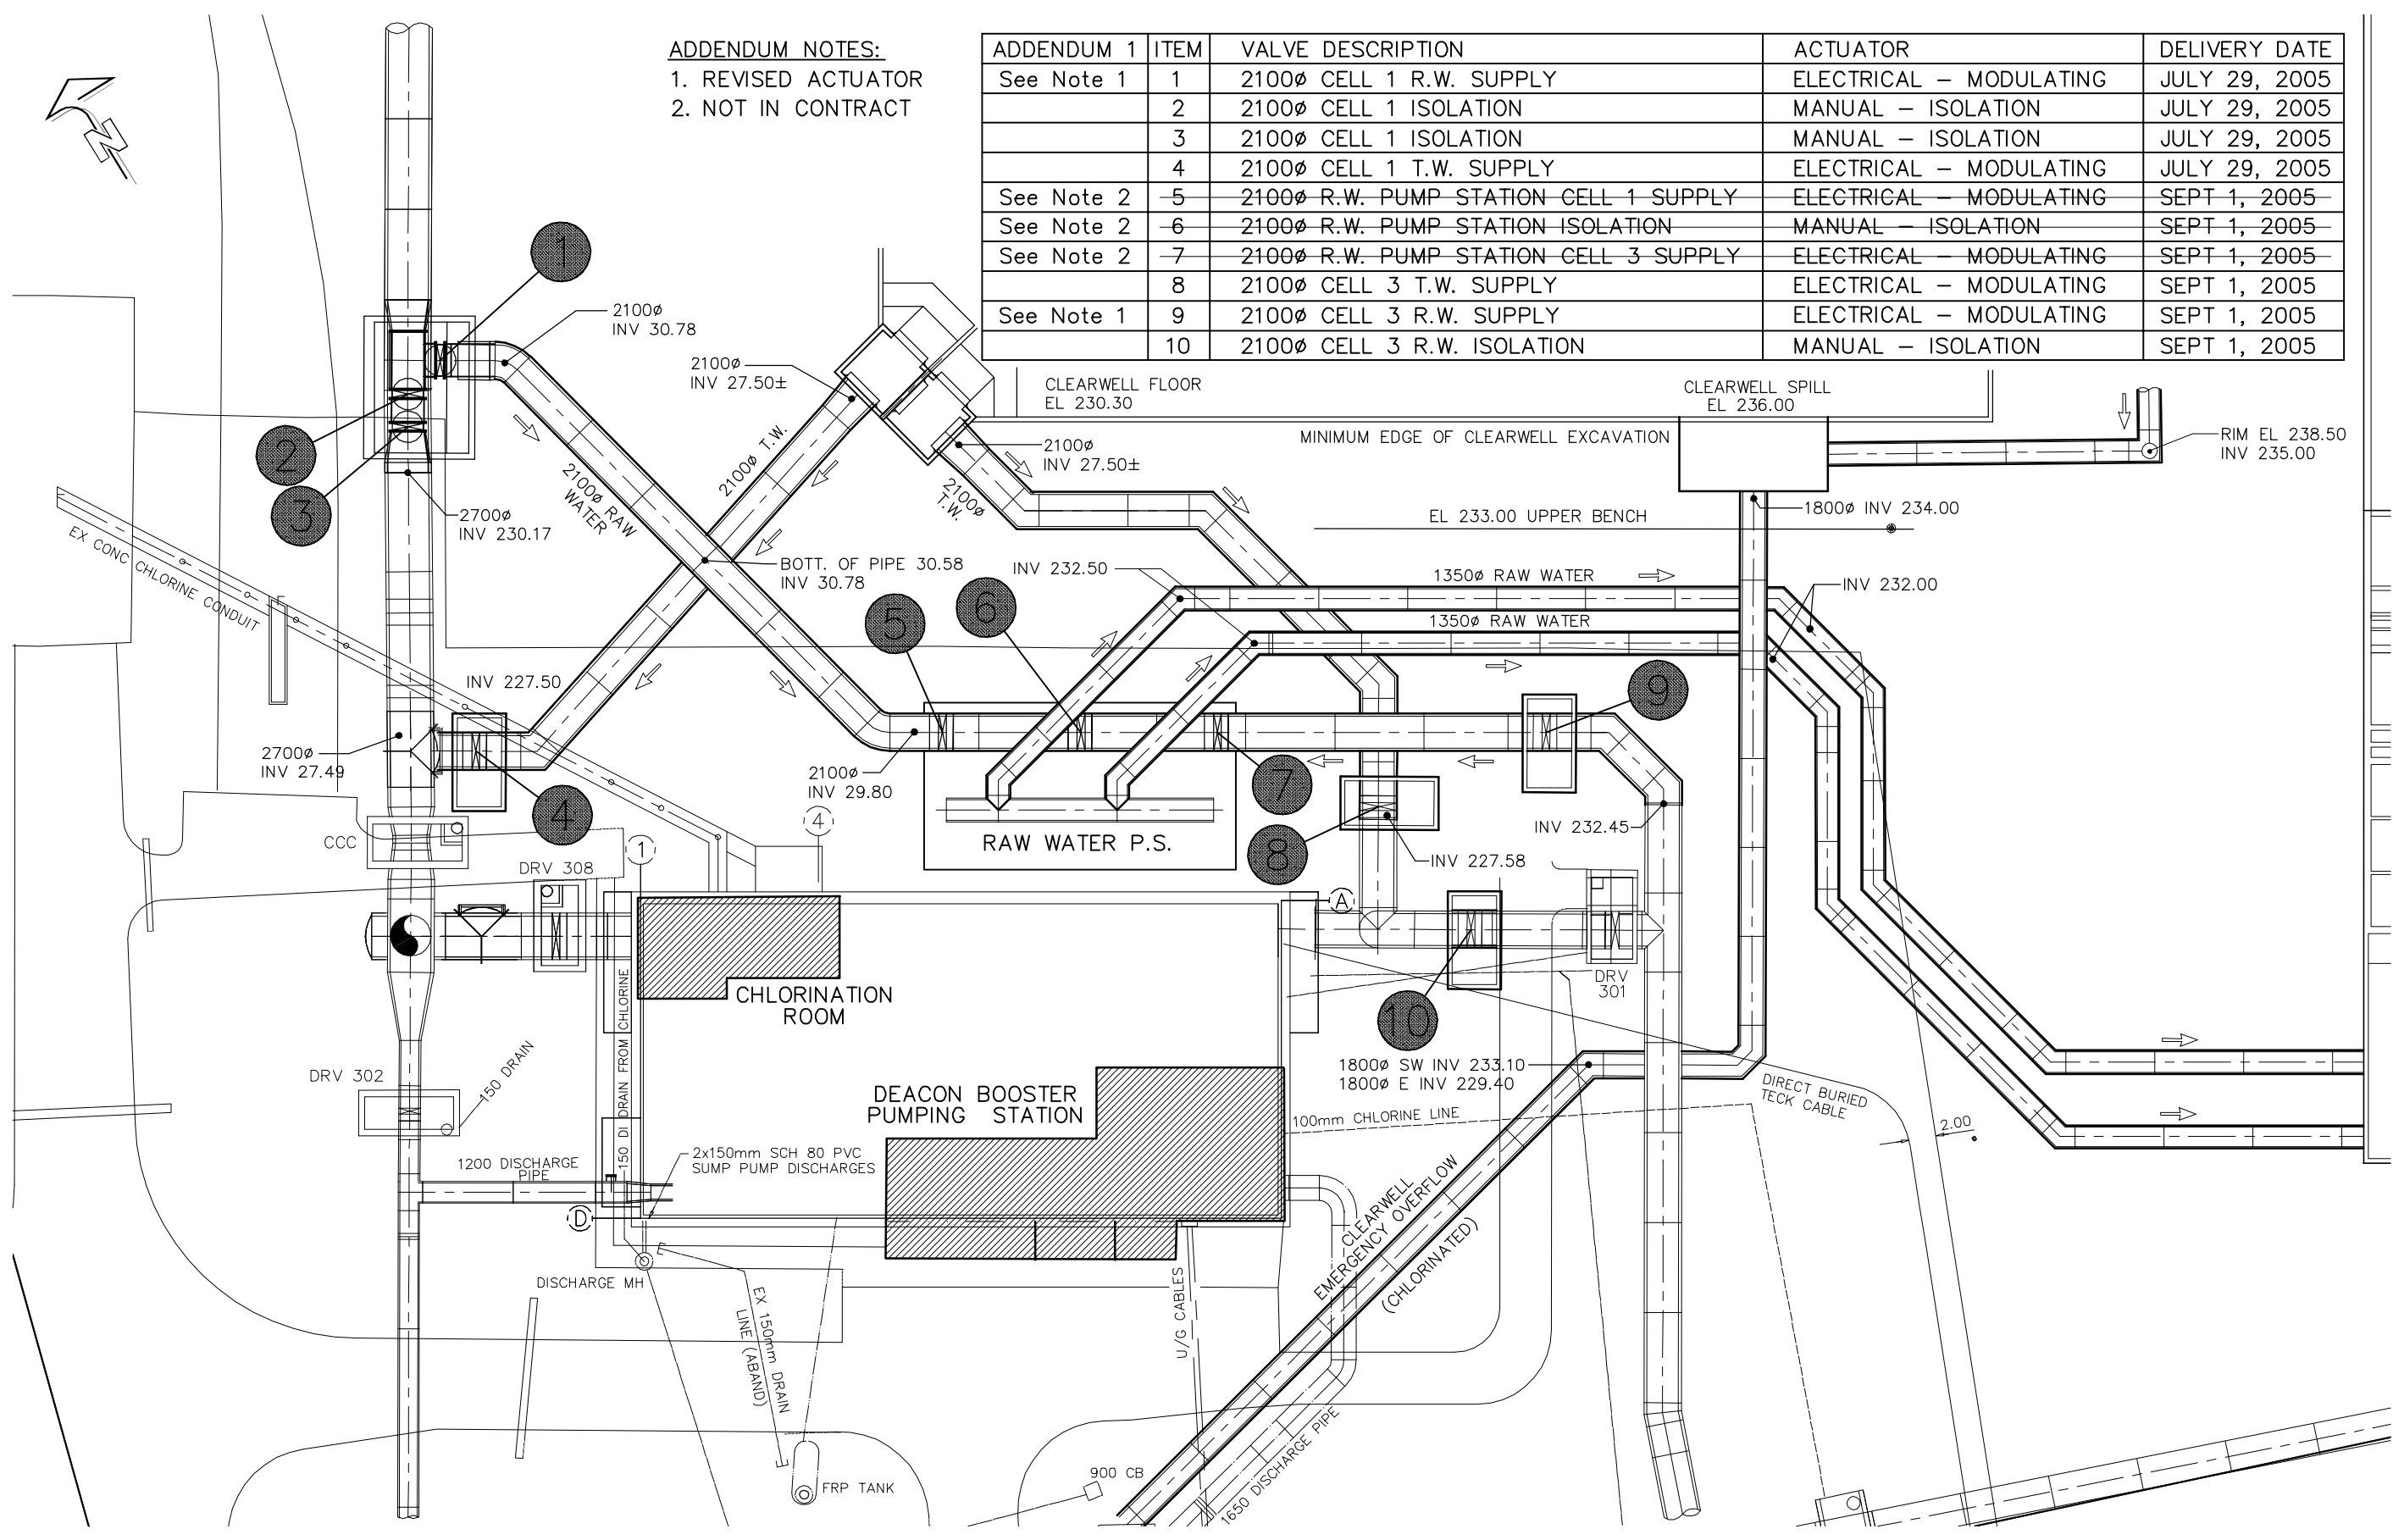 ADDENDUM NOTES:
1. REVISED ACTUATOR
2. NOT IN CONTRACT
ADDENDUM 1 ITEM VALVE DESCRIPTION ACTUATOR DELIVERY DATE
See Note 1 1 2100ø CELL 1 R.W. SUPPLY ELECTRICAL – MODULATING JULY 29, 2005
2 2100ø CELL 1 ISOLATION MANUAL – ISOLATION JULY 29, 2005
3 2100ø CELL 1 ISOLATION MANUAL – ISOLATION JULY 29, 2005
4 2100ø CELL 1 T.W. SUPPLY ELECTRICAL – MODULATING JULY 29, 2005
See Note 2 5 2100ø R.W. PUMP STATION CELL 1 SUPPLY ELECTRICAL – MODULATING SEPT 1, 2005
See Note 2 6 2100ø R.W. PUMP STATION ISOLATION MANUAL – ISOLATION SEPT 1, 2005
See Note 2 7 2100ø R.W. PUMP STATION CELL 3 SUPPLY ELECTRICAL – MODULATING SEPT 1, 2005
8 2100ø CELL 3 T.W. SUPPLY ELECTRICAL – MODULATING SEPT 1, 2005
See Note 1 9 2100ø CELL 3 R.W. SUPPLY ELECTRICAL – MODULATING SEPT 1, 2005
10 2100ø CELL 3 R.W. ISOLATION MANUAL – ISOLATION SEPT 1, 2005
N
1
2100ø
INV 30.78
2100ø
INV 27.50±
CLEARWELL FLOOR
EL 230.30
CLEARWELL SPILL
EL 236.00
MINIMUM EDGE OF CLEARWELL EXCAVATION
RIM EL 238.50
INV 235.00
2
3
2100ø T.W.
2100ø
INV 27.50±
2100ø RAW
WATER
2100ø
T.W.
2700ø
INV 230.17
1800ø INV 234.00
EL 233.00 UPPER BENCH
EX CONC CHLORINE CONDUIT
BOTT. OF PIPE 30.58
INV 30.78
INV 232.50
1350ø RAW WATER
INV 232.00
5
6
1350ø RAW WATER
INV 227.50
9
2700ø
INV 27.49
2100ø
INV 29.80
7
4
4
INV 232.45
CCC
RAW WATER P.S.
8
INV 227.58
1
DRV 308
A
DRV
301
CHLORINATION
ROOM
10
150 DI DRAIN FROM CHLORINE
DRV 302
150 DRAIN
1800ø SW INV 233.10
1800ø E INV 229.40
DEACON BOOSTER
PUMPING STATION
DIRECT BURIED
TECK CABLE
100mm CHLORINE LINE
2.00
2x150mm SCH 80 PVC
SUMP PUMP DISCHARGES
1200 DISCHARGE
PIPE
D
CLEARWELL
EMERGENCY OVERFLOW
(CHLORINATED)
DISCHARGE MH
EX 150mm DRAIN
LINE (ABAND)
U/G CABLES
900 CB
FRP TANK
1650 DISCHARGE PIPE